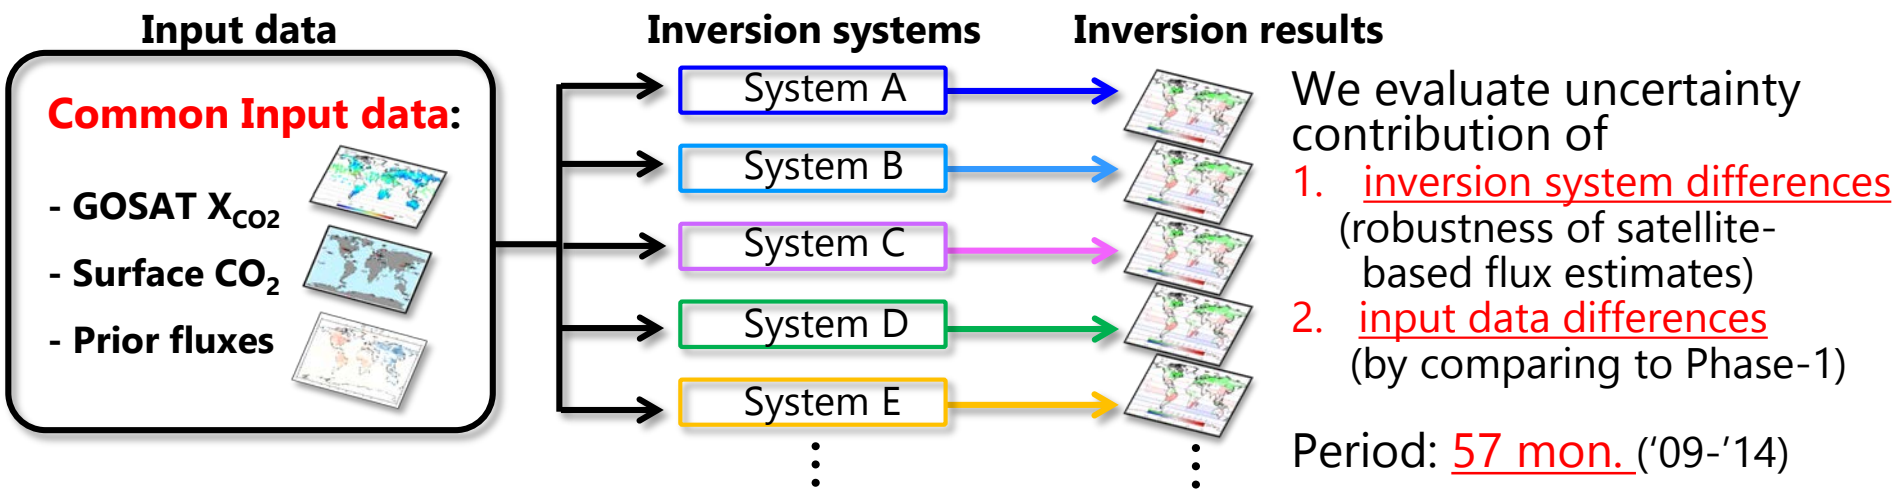 Input data
Common Input data:
- GOSAT XCO2
- Surface CO2
- Prior fluxes
Inversion systems
System A
System B
System C
System D
System E
Inversion results
We evaluate uncertainty
contribution of
1. inversion system differences
(robustness of satellite-
based flux estimates)
2. input data differences
(by comparing to Phase-1)
Period: 57 mon. (‘09-’14)